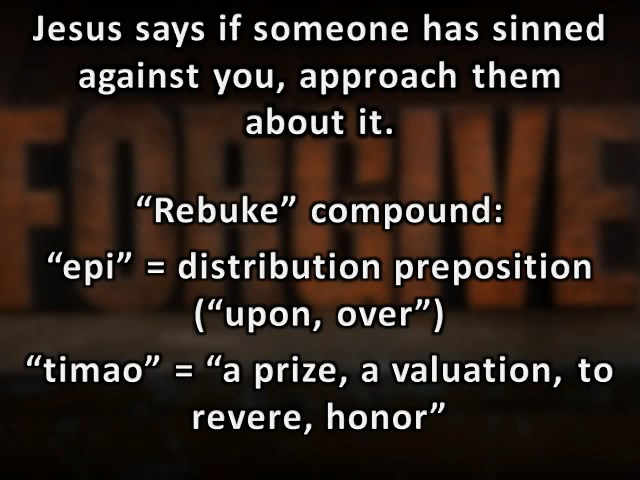 FORGIVE
Jesus says if someone has sinned
against you, approach them
about it.
“Rebuke” compound:
“epi” = distribution preposition
(“upon, over”)
“timao” = “a prize, a valuation, to
revere, honor”